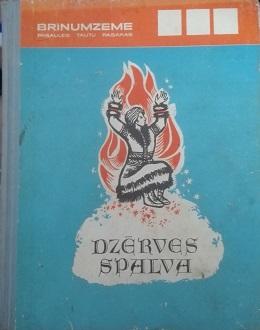 BRĪNUMZEME
PASAULES TAUTU PASAKAS
DZĒRVES
SPALVA